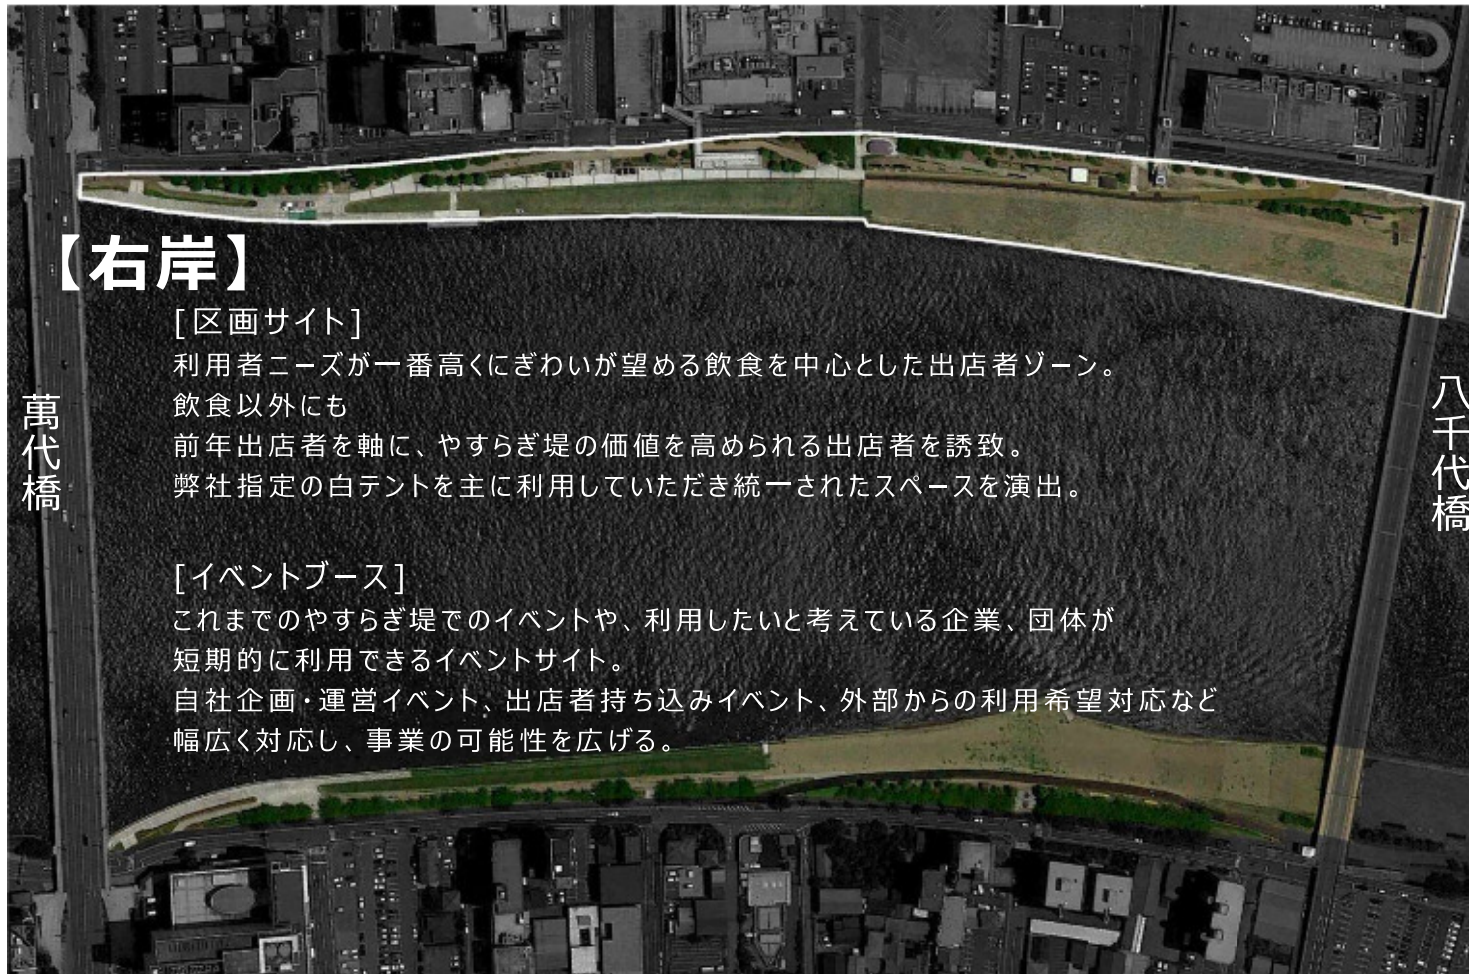 【右岸】
[区画サイト]
利用者ニーズが一番高くにぎわいが望める飲食を中心とした出店者ゾーン。
飲食以外にも
前年出店者を軸に、やすらぎ堤の価値を高められる出店者を誘致。
弊社指定の白テントを主に利用していただき統一されたスペースを演出。
萬代橋
八千代橋
[イベントブース]
これまでのやすらぎ堤でのイベントや、利用したいと考えている企業、団体が
短期的に利用できるイベントサイト。
自社企画・運営イベント、出店者持ち込みイベント、外部からの利用希望対応など
幅広く対応し、事業の可能性を広げる。